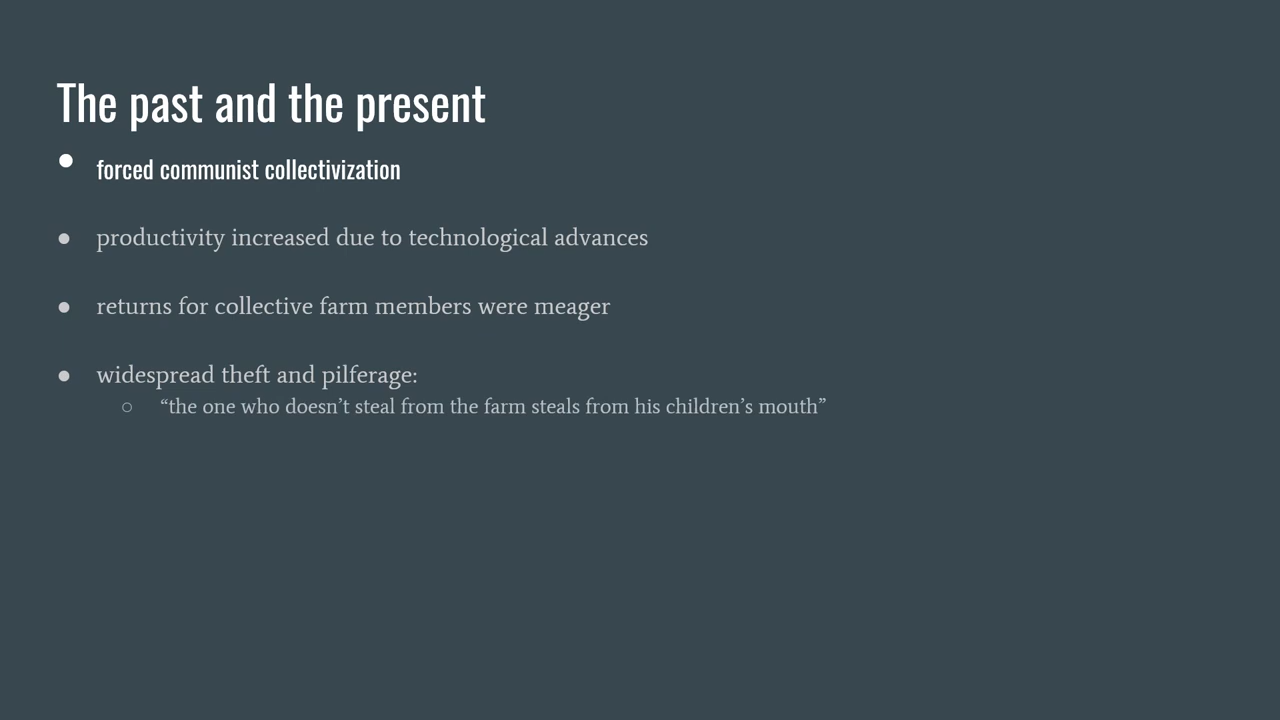 The past and the present
● forced communist collectivization
● productivity increased due to technological advances
● returns for collective farm members were meager
● widespread theft and pilferage:
○ “the one who doesn’t steal from the farm steals from his children’s mouth”